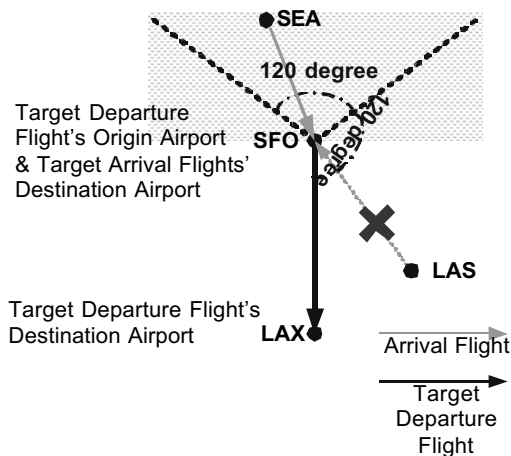 SEA
120 degree
120 degree
Target Departure
Flight's Origin Airport
& Target Arrival Flights'
Destination Airport
SFO
LAS
Target Departure Flight's
Destination Airport
LAX
Arrival Flight
Target
Departure
Flight